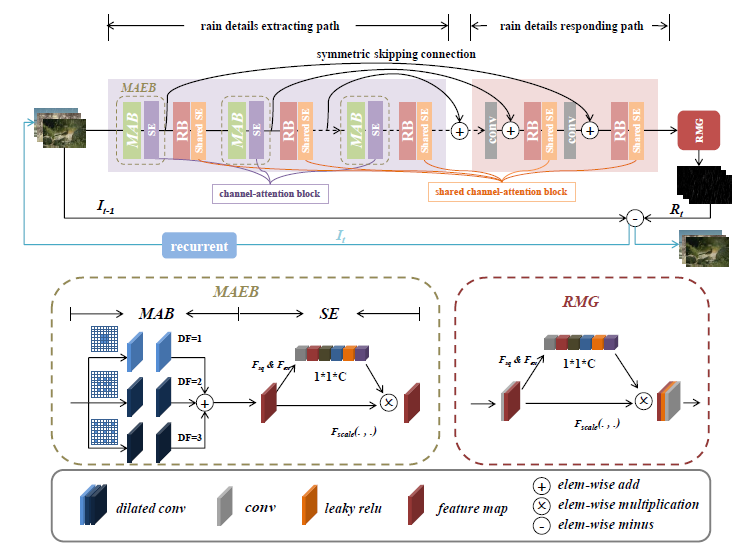 rain details extracting path
rain details responding path
symmetric skipping connection
MAEB
MAB
SE
RB
Shared SE
MAB
SE
RB
Shared SE
MAB
SE
RB
Shared SE
+
conv
+
RB
Shared SE
conv
+
RB
Shared SE
RMG
channel-attention block
shared channel-attention block
I_{t-1}
-
R_t
I_t
recurrent
MAEB
MAB
SE
DF=1
DF=2
DF=3
+
F_{sq} & F_{ex}
1*1*C
F_{scale}(. , .)
×
RMG
F_{sq} & F_{ex}
1*1*C
F_{scale}(. , .)
×
dilated conv
conv
leaky relu
feature map
+ elem-wise add
× elem-wise multiplication
- elem-wise minus